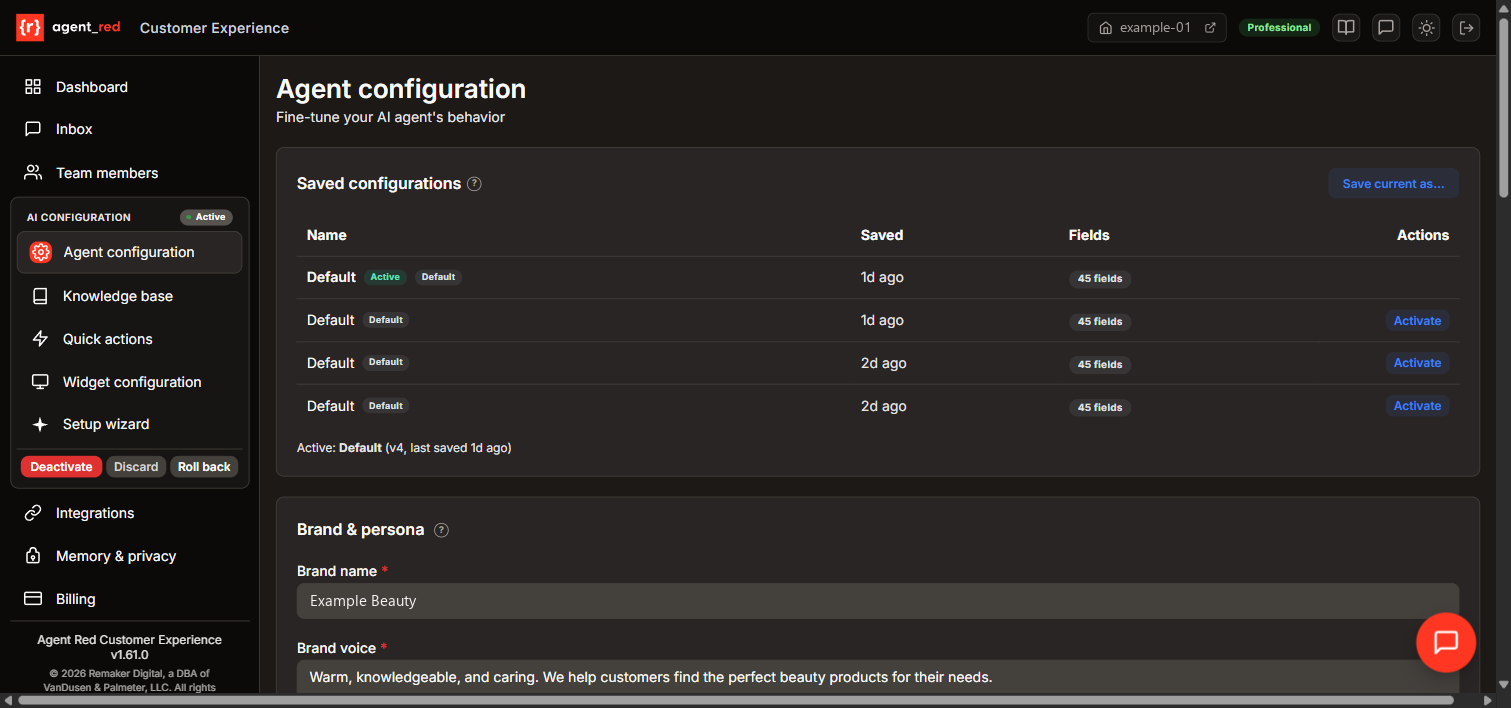 {r} agent_red Customer Experience
example-01
Professional
Dashboard
Inbox
Team members
AI CONFIGURATION
Active
Agent configuration
Knowledge base
Quick actions
Widget configuration
Setup wizard
Deactivate Discard Roll back
Integrations
Memory & privacy
Billing
Agent Red Customer Experience
v1.61.0
© 2026 Remaker Digital, a DBA of
VanDusen & Palmeter, LLC. All rights
Agent configuration
Fine-tune your AI agent's behavior
Saved configurations ?
Save current as...
Name Saved Fields Actions
Default Active Default 1d ago 45 fields
Default Default 1d ago 45 fields Activate
Default Default 2d ago 45 fields Activate
Default Default 2d ago 45 fields Activate
Active: Default (v4, last saved 1d ago)
Brand & persona ?
Brand name *
Example Beauty
Brand voice *
Warm, knowledgeable, and caring. We help customers find the perfect beauty products for their needs.